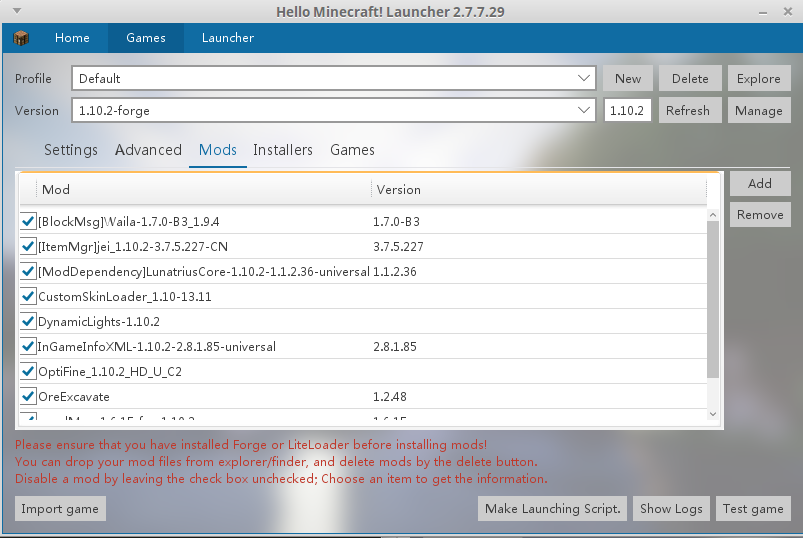 Hello Minecraft! Launcher 2.7.7.29
Home Games Launcher
Profile Default New Delete Explore
Version 1.10.2-forge 1.10.2 Refresh Manage
Settings Advanced Mods Installers Games
Mod Version Add
Remove
[BlockMsg]Waila-1.7.0-B3_1.9.4 1.7.0-B3
[ItemMgr]jei_1.10.2-3.7.5.227-CN 3.7.5.227
[ModDependency]LunatriusCore-1.10.2-1.1.2.36-universal 1.1.2.36
CustomSkinLoader_1.10-13.11
DynamicLights-1.10.2
InGameInfoXML-1.10.2-2.8.1.85-universal 2.8.1.85
OptiFine_1.10.2_HD_U_C2
OreExcavate 1.2.48
Please ensure that you have installed Forge or LiteLoader before installing mods!
You can drop your mod files from explorer/finder, and delete mods by the delete button.
Disable a mod by leaving the check box unchecked; Choose an item to get the information.
Import game Make Launching Script. Show Logs Test game